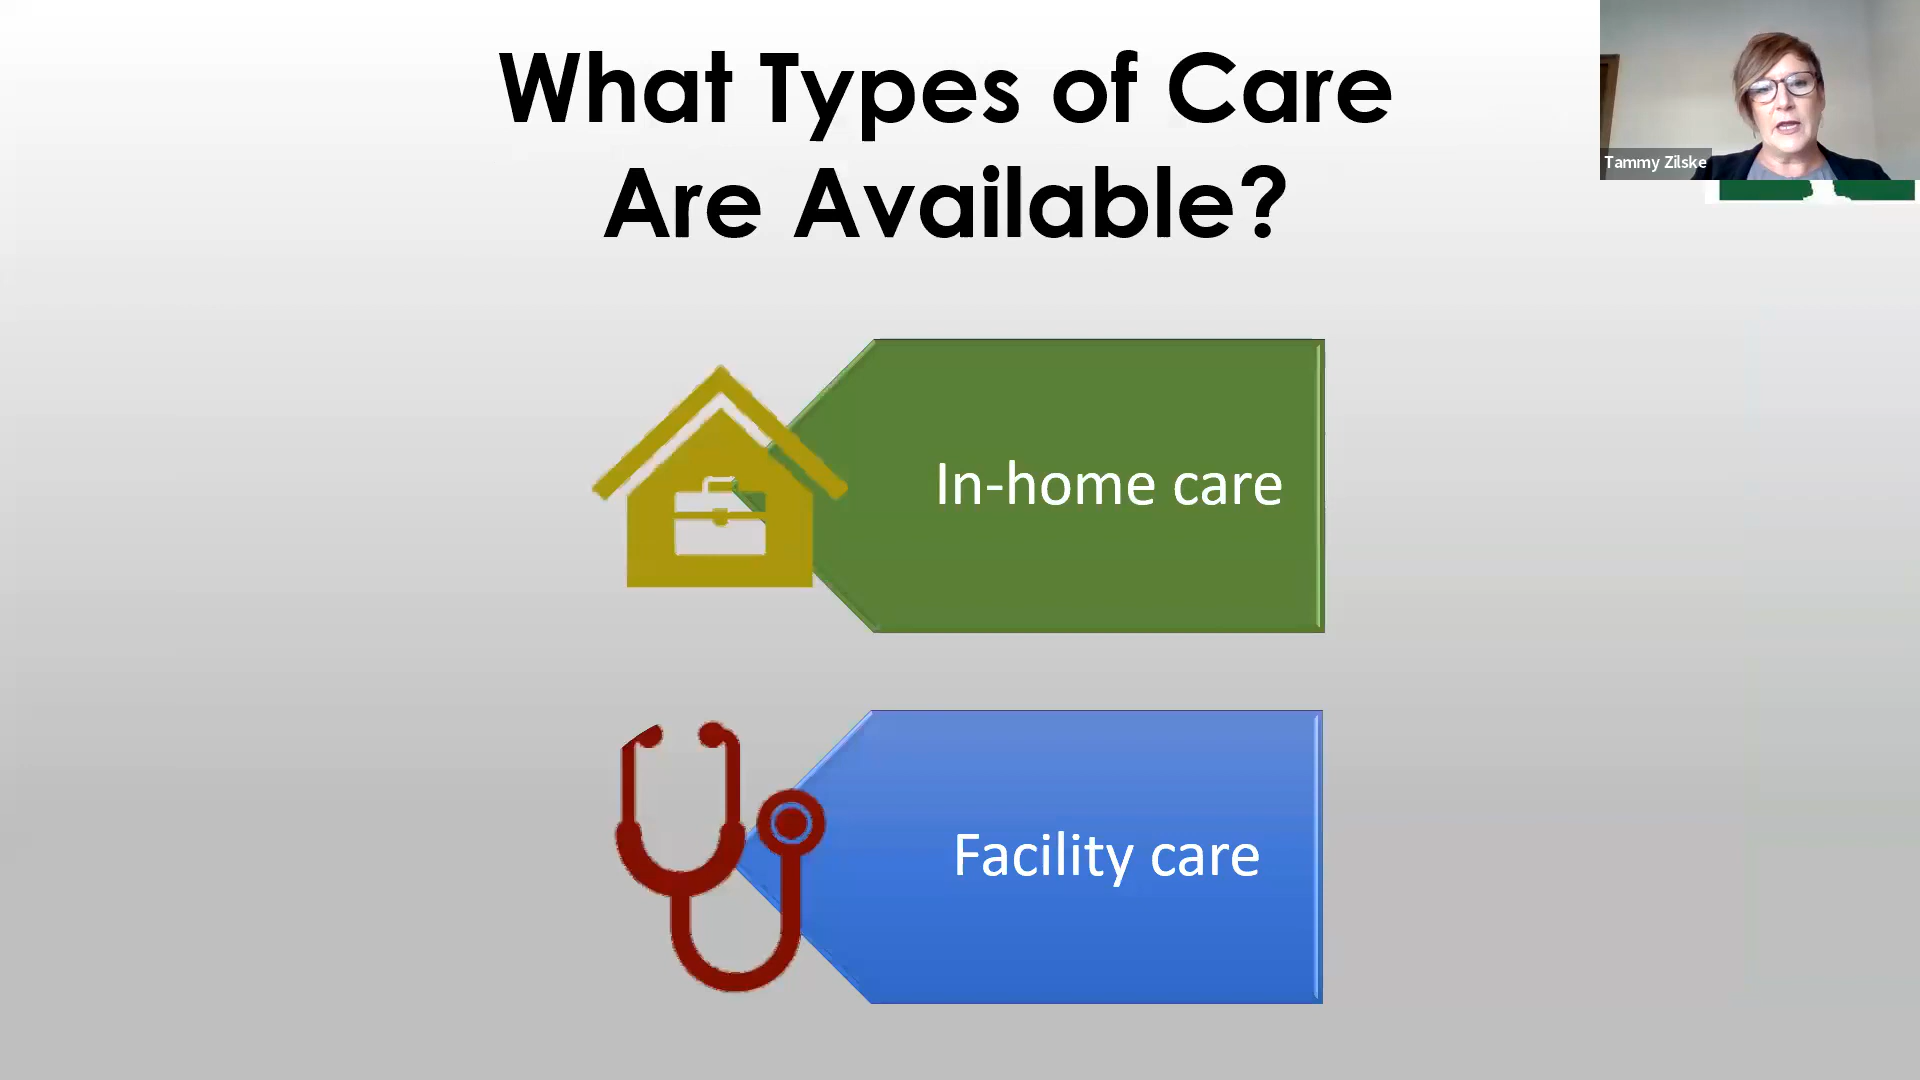 What Types of Care
Are Available?
Tammy Zilske
In-home care
Facility care